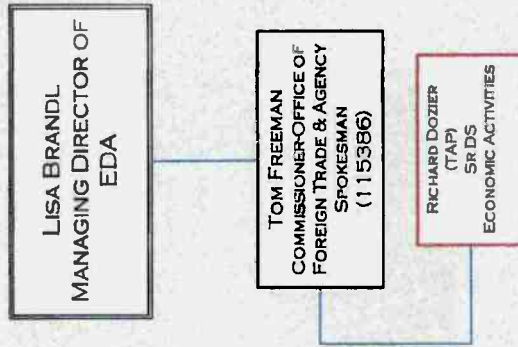 LISA BRANDL
MANAGING DIRECTOR OF
EDA
TOM FREEMAN
COMMISSIONER-OFFICE OF
FOREIGN TRADE & AGENCY
SPOKESMAN
(115386)
RICHARD DOZIER
(TAP)
SR DS
ECONOMIC ACTIVITIES